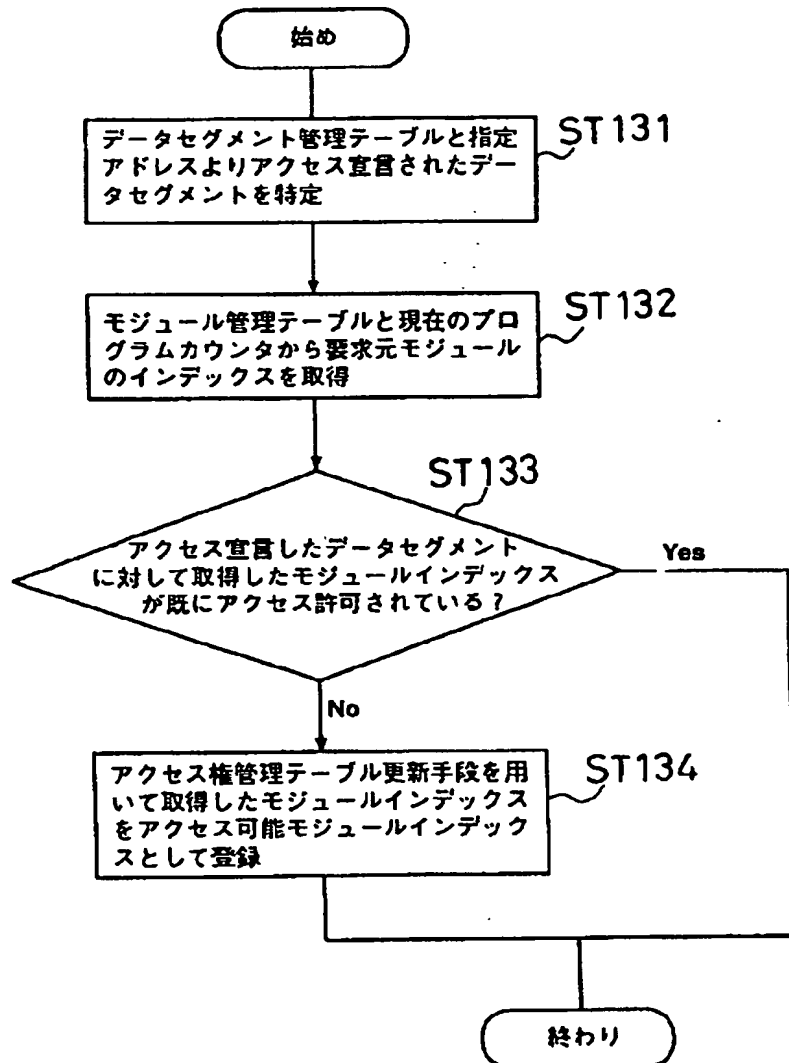 始め
データセグメント管理テーブルと指定
アドレスよりアクセス宣言されたデー
タセグメントを特定
ST131
モジュール管理テーブルと現在のプロ
グラムカウンタから要求元モジュール
のインデックスを取得
ST132
ST133
アクセス宣言したデータセグメント
に対して取得したモジュールインデックス
が既にアクセス許可されている?
Yes
No
アクセス権管理テーブル更新手段を用
いて取得したモジュールインデックス
をアクセス可能モジュールインデック
スとして登録
ST134
終わり